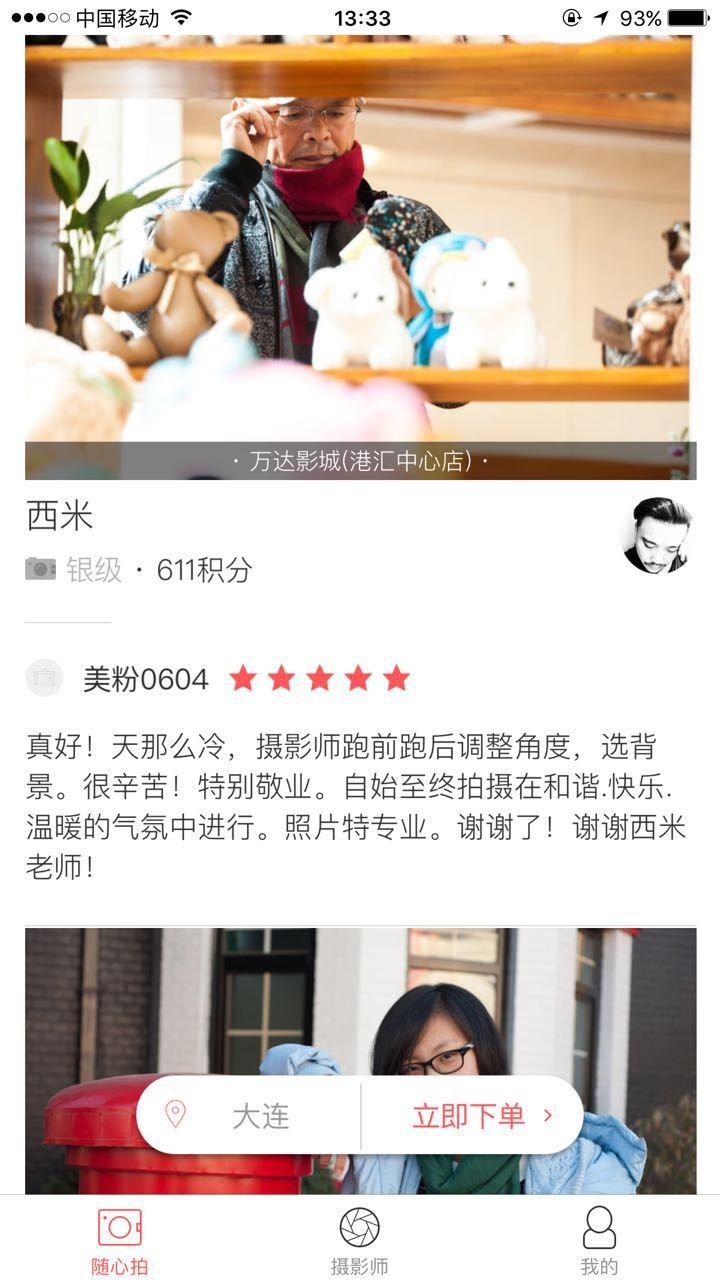 中国移动 13:33 93%
· 万达影城(港汇中心店) ·
西米
银级 · 611积分
美粉0604
真好！天那么冷，摄影师跑前跑后调整角度，选背
景。很辛苦！特别敬业。自始至终拍摄在和谐.快乐.
温暖的气氛中进行。照片特专业。谢谢了！谢谢西米
老师！
大连 立即下单
随心拍 摄影师 我的